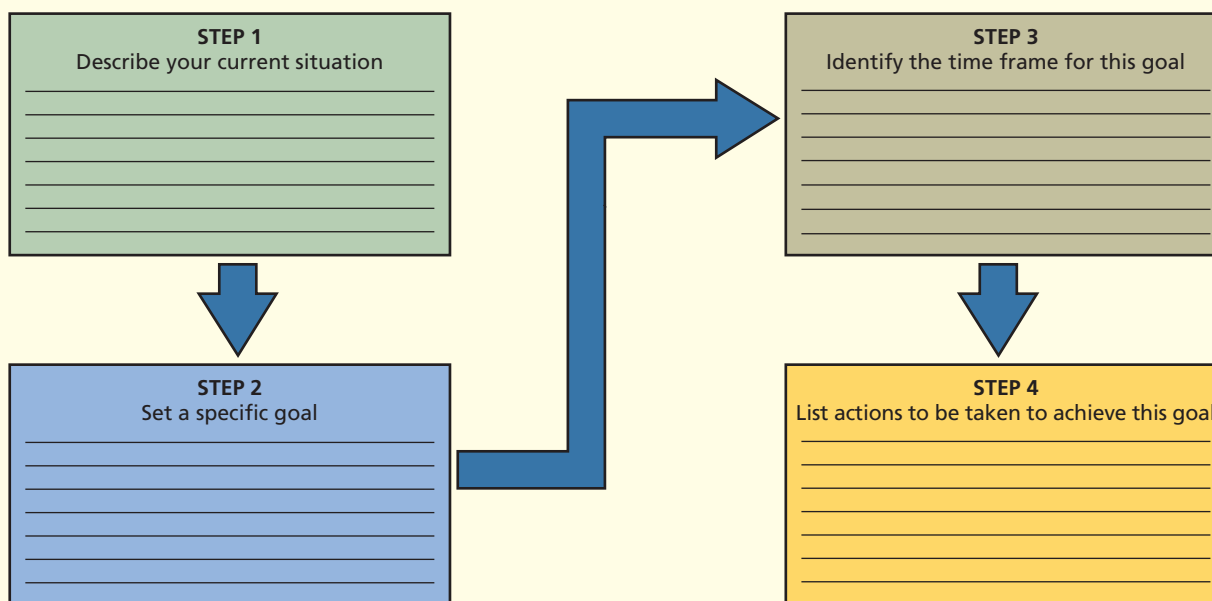 STEP 1
Describe your current situation
STEP 2
Set a specific goal
STEP 3
Identify the time frame for this goal
STEP 4
List actions to be taken to achieve this goal